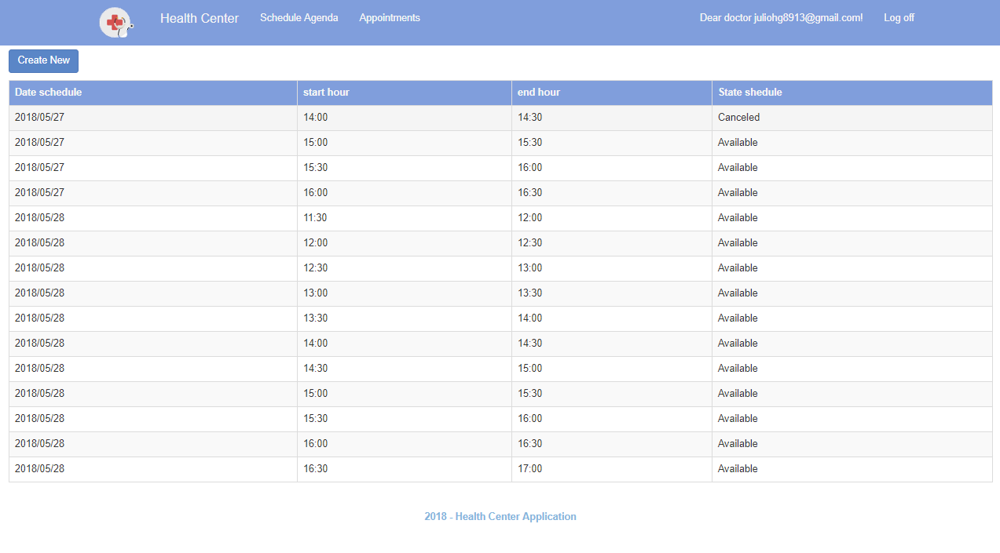 Health Center Schedule Agenda Appointments Dear doctor juliohg8913@gmail.com! Log off
Create New
Date schedule start hour end hour State shedule
2018/05/27 14:00 14:30 Canceled
2018/05/27 15:00 15:30 Available
2018/05/27 15:30 16:00 Available
2018/05/27 16:00 16:30 Available
2018/05/28 11:30 12:00 Available
2018/05/28 12:00 12:30 Available
2018/05/28 12:30 13:00 Available
2018/05/28 13:00 13:30 Available
2018/05/28 13:30 14:00 Available
2018/05/28 14:00 14:30 Available
2018/05/28 14:30 15:00 Available
2018/05/28 15:00 15:30 Available
2018/05/28 15:30 16:00 Available
2018/05/28 16:00 16:30 Available
2018/05/28 16:30 17:00 Available
2018 - Health Center Application